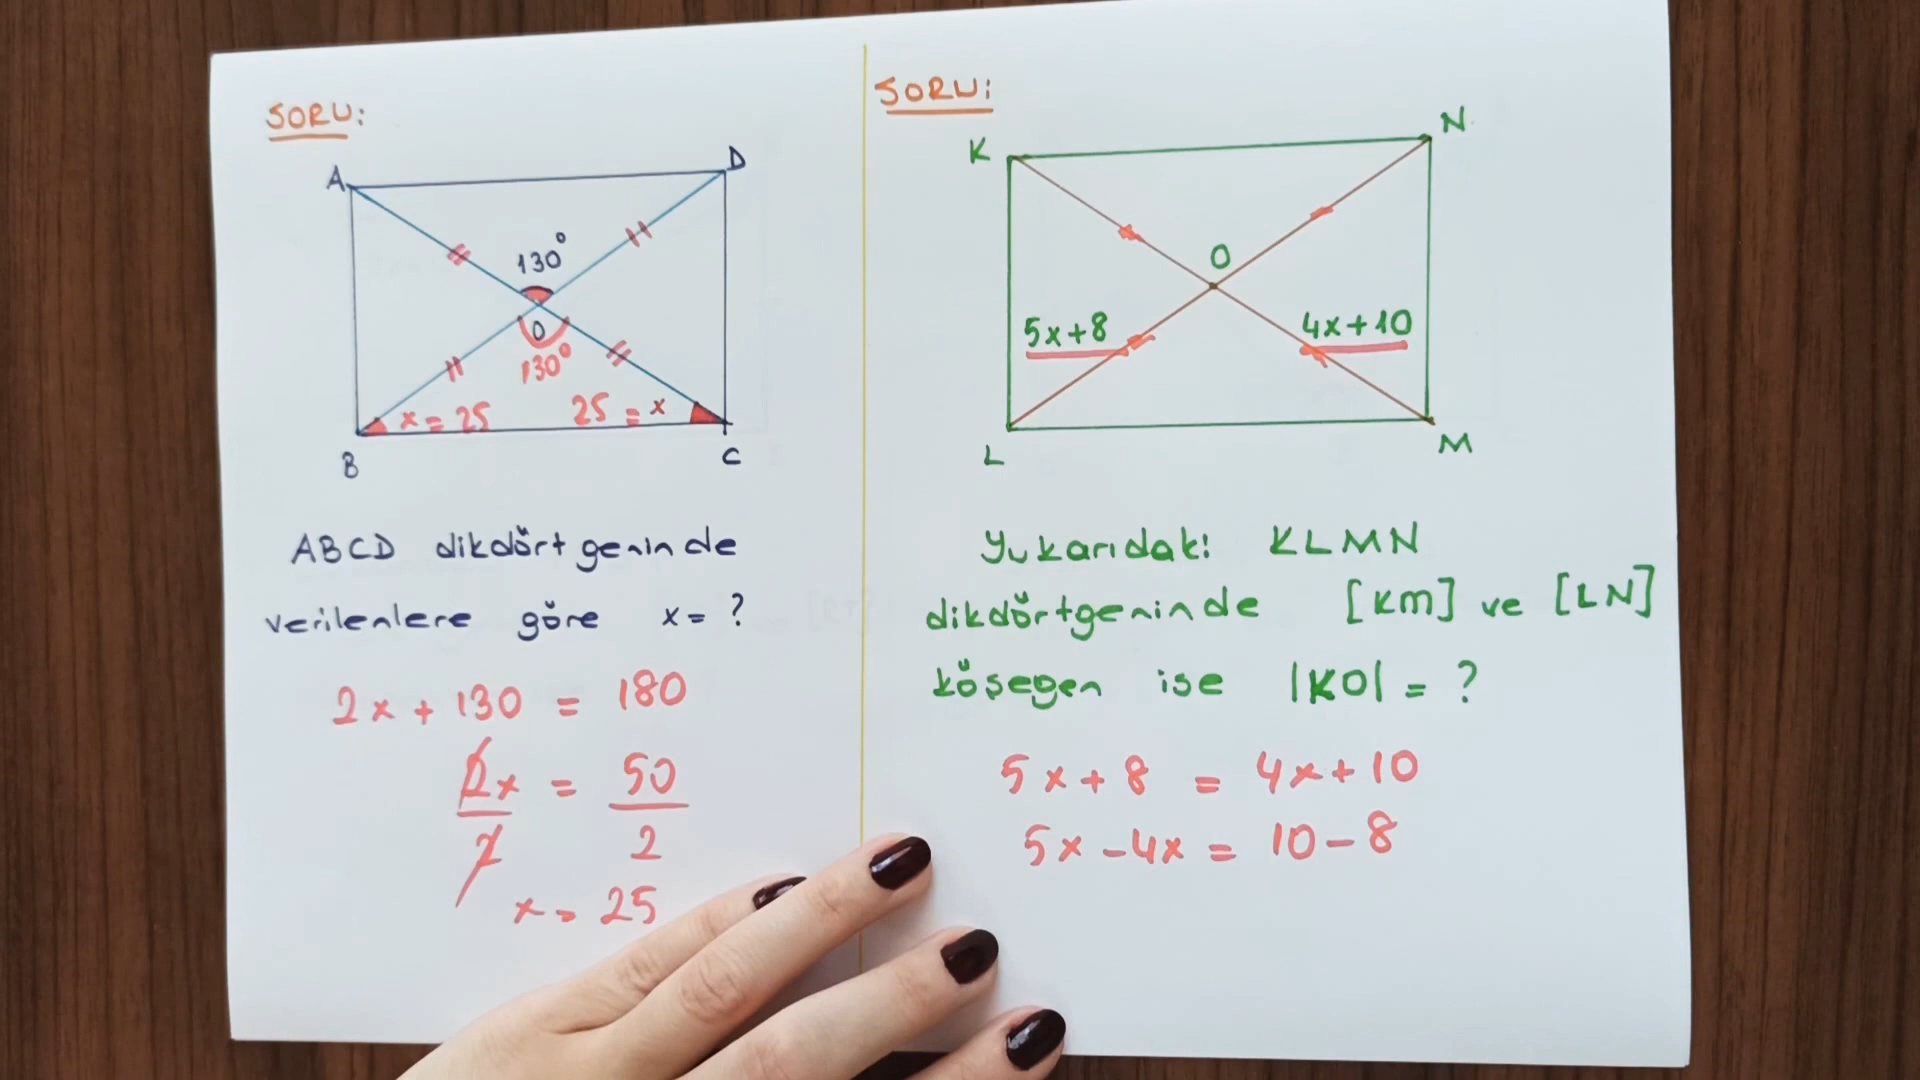 SORU:
A
D
130°
O
130°
x = 25
25 = x
B
C
ABCD dikdörtgeninde
verilenlere göre x = ?
2x + 130 = 180
2x = 50
2 2
x = 25
SORU:
K
N
O
5x+8
4x+10
L
M
Yukarıdaki KLMN
dikdörtgeninde [KM] ve [LN]
köşegen ise |KO| = ?
5x+8 = 4x+10
5x-4x = 10-8